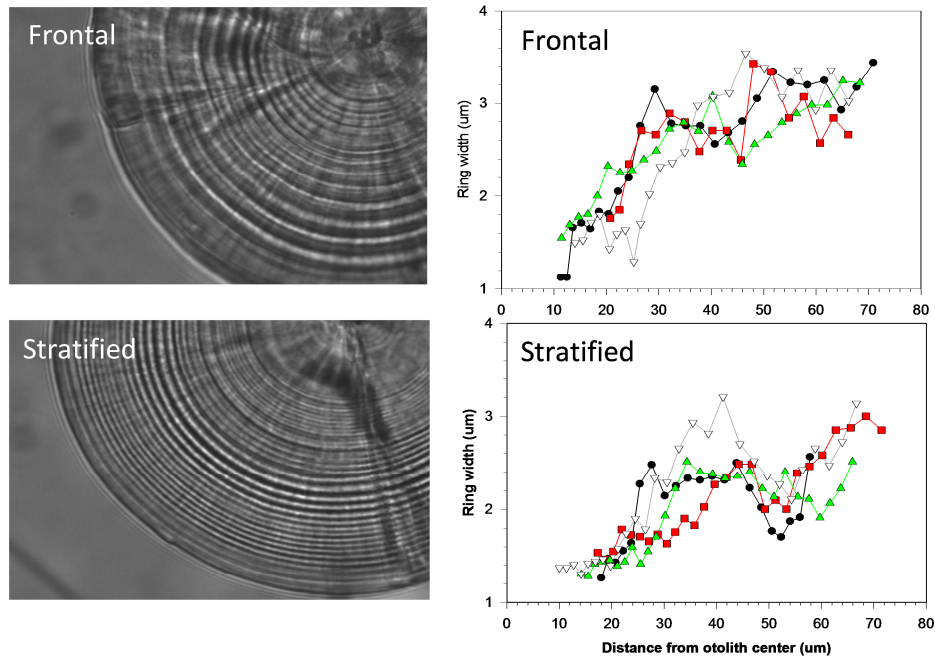 Frontal
Frontal
Ring width (um)
4
3
2
1
0 10 20 30 40 50 60 70 80
Stratified
Stratified
Ring width (um)
4
3
2
1
0 10 20 30 40 50 60 70 80
Distance from otolith center (um)